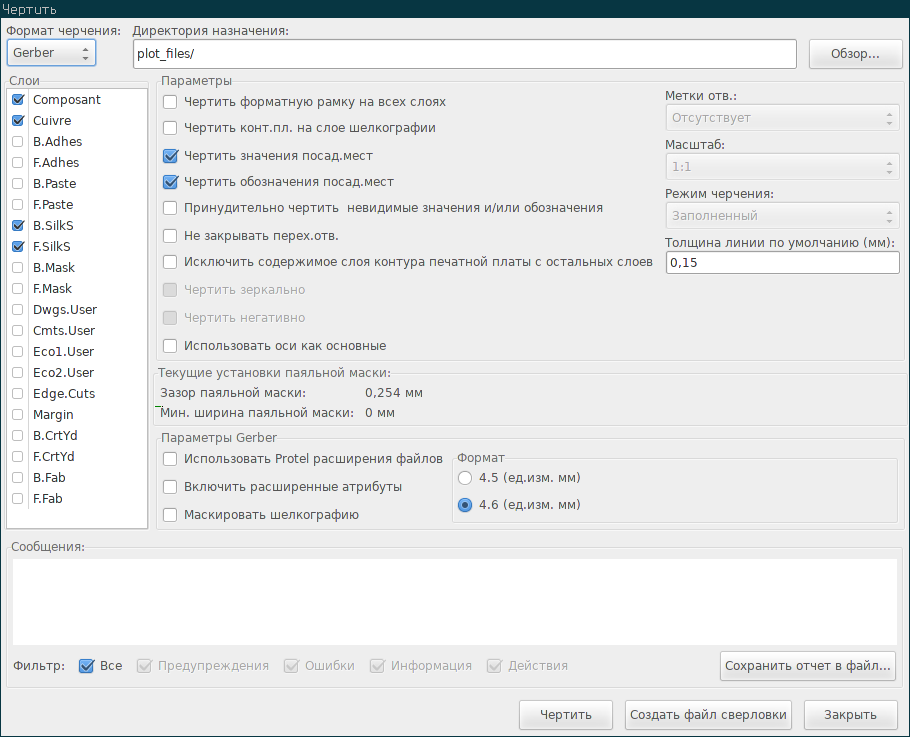 Чертить
Формат черчения:
Директория назначения:
Gerber
plot_files/
Обзор...
Слои
Composant
Cuivre
B.Adhes
F.Adhes
B.Paste
F.Paste
B.SilkS
F.SilkS
B.Mask
F.Mask
Dwgs.User
Cmts.User
Eco1.User
Eco2.User
Edge.Cuts
Margin
B.CrtYd
F.CrtYd
B.Fab
F.Fab
Параметры
Чертить форматную рамку на всех слоях
Чертить конт.пл. на слое шелкографии
Чертить значения посад.мест
Чертить обозначения посад.мест
Принудительно чертить  невидимые значения и/или обозначения
Не закрывать перех.отв.
Исключить содержимое слоя контура печатной платы с остальных слоев
Чертить зеркально
Чертить негативно
Использовать оси как основные
Метки отв.:
Отсутствует
Масштаб:
1:1
Режим черчения:
Заполненный
Толщина линии по умолчанию (мм):
0,15
Текущие установки паяльной маски:
Зазор паяльной маски: 0,254 мм
Мин. ширина паяльной маски: 0 мм
Параметры Gerber
Использовать Protel расширения файлов
Включить расширенные атрибуты
Маскировать шелкографию
Формат
4.5 (ед.изм. мм)
4.6 (ед.изм. мм)
Сообщения:
Фильтр: Все Предупреждения Ошибки Информация Действия
Сохранить отчет в файл...
Чертить
Создать файл сверловки
Закрыть